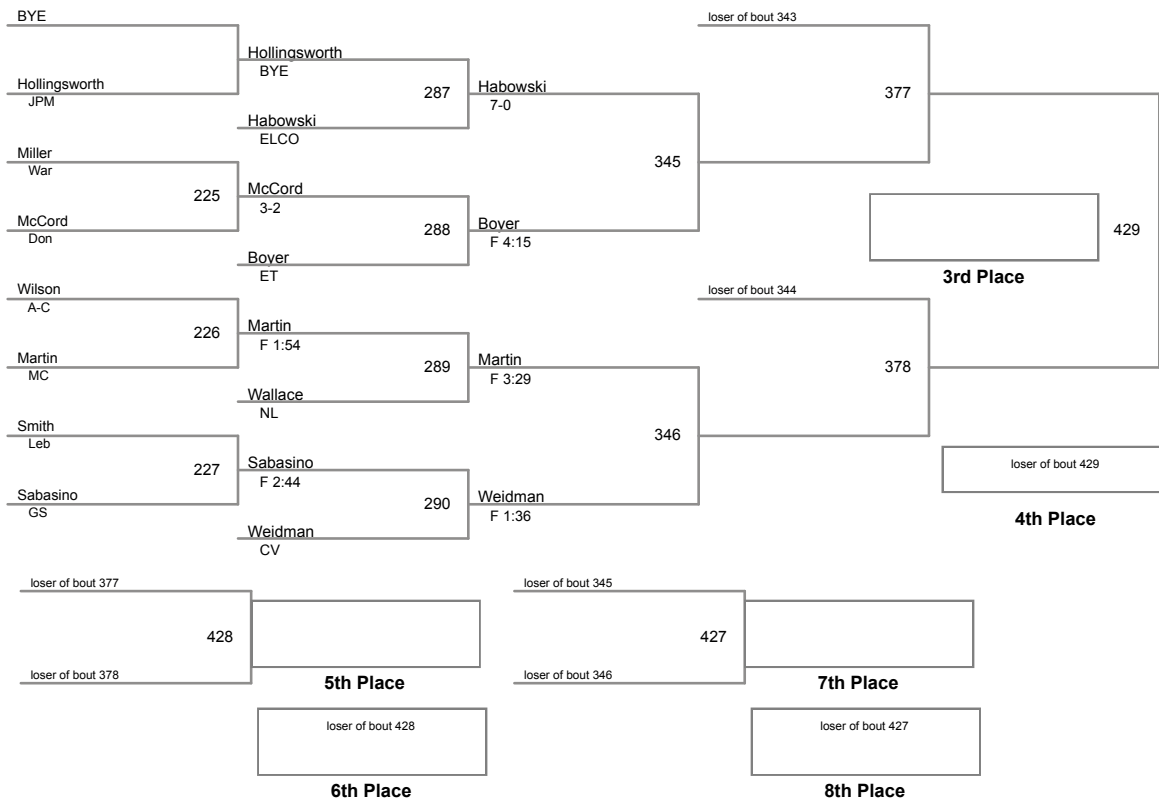 BYE
Hollingsworth
JPM
Miller
War
McCord
Don
Wilson
A-C
Martin
MC
Smith
Leb
Sabasino
GS
225
226
227
Hollingsworth
BYE
Habowski
ELCO
McCord
3-2
Boyer
ET
Martin
F 1:54
Wallace
NL
Sabasino
F 2:44
Weidman
CV
287
288
289
290
Habowski
7-0
Boyer
F 4:15
Martin
F 3:29
Weidman
F 1:36
345
346
loser of bout 343
377
loser of bout 344
378
429
3rd Place
loser of bout 429
4th Place
loser of bout 377
428
loser of bout 378
5th Place
loser of bout 428
6th Place
loser of bout 345
427
loser of bout 346
7th Place
loser of bout 427
8th Place